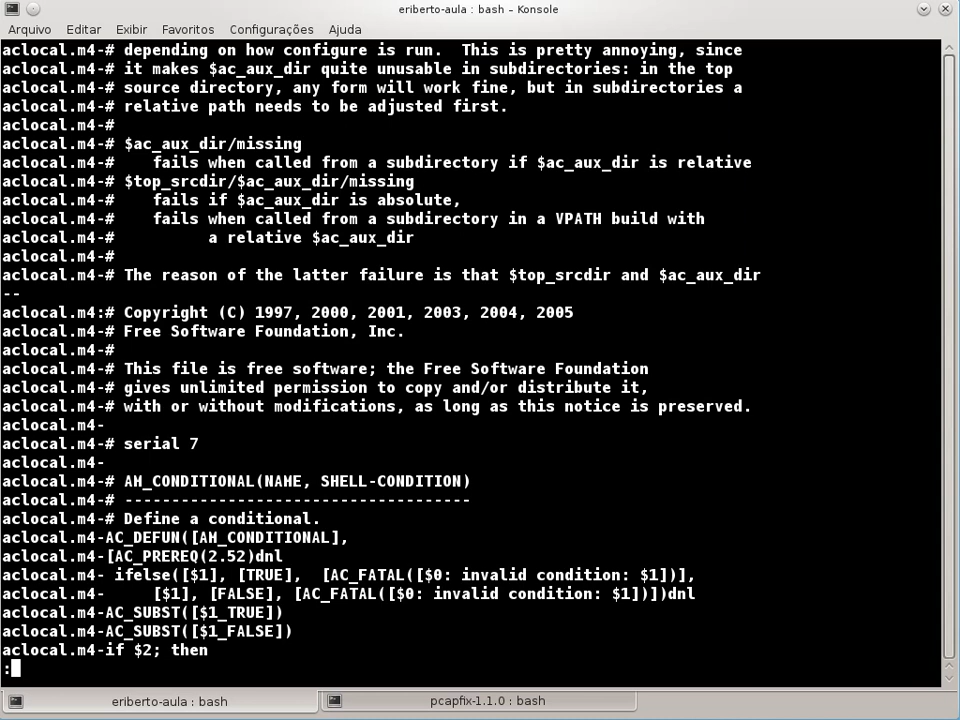 eriberto-aula : bash – Konsole
Arquivo Editar Exibir Favoritos Configurações Ajuda
aclocal.m4-# depending on how configure is run.  This is pretty annoying, since
aclocal.m4-# it makes $ac_aux_dir quite unusable in subdirectories: in the top
aclocal.m4-# source directory, any form will work fine, but in subdirectories a
aclocal.m4-# relative path needs to be adjusted first.
aclocal.m4-#
aclocal.m4-# $ac_aux_dir/missing
aclocal.m4-#    fails when called from a subdirectory if $ac_aux_dir is relative
aclocal.m4-# $top_srcdir/$ac_aux_dir/missing
aclocal.m4-#    fails if $ac_aux_dir is absolute,
aclocal.m4-#    fails when called from a subdirectory in a VPATH build with
aclocal.m4-#          a relative $ac_aux_dir
aclocal.m4-#
aclocal.m4-# The reason of the latter failure is that $top_srcdir and $ac_aux_dir
--
aclocal.m4:# Copyright (C) 1997, 2000, 2001, 2003, 2004, 2005
aclocal.m4-# Free Software Foundation, Inc.
aclocal.m4-#
aclocal.m4-# This file is free software; the Free Software Foundation
aclocal.m4-# gives unlimited permission to copy and/or distribute it,
aclocal.m4-# with or without modifications, as long as this notice is preserved.
aclocal.m4-
aclocal.m4-# serial 7
aclocal.m4-
aclocal.m4-# AM_CONDITIONAL(NAME, SHELL-CONDITION)
aclocal.m4-# -------------------------------------
aclocal.m4-# Define a conditional.
aclocal.m4-AC_DEFUN([AM_CONDITIONAL],
aclocal.m4-[AC_PREREQ(2.52)dnl
aclocal.m4- ifelse([$1], [TRUE],  [AC_FATAL([$0: invalid condition: $1])],
aclocal.m4-     [$1], [FALSE], [AC_FATAL([$0: invalid condition: $1])])dnl
aclocal.m4-AC_SUBST([$1_TRUE])
aclocal.m4-AC_SUBST([$1_FALSE])
aclocal.m4-if $2; then
:
eriberto-aula : bash
pcapfix-1.1.0 : bash